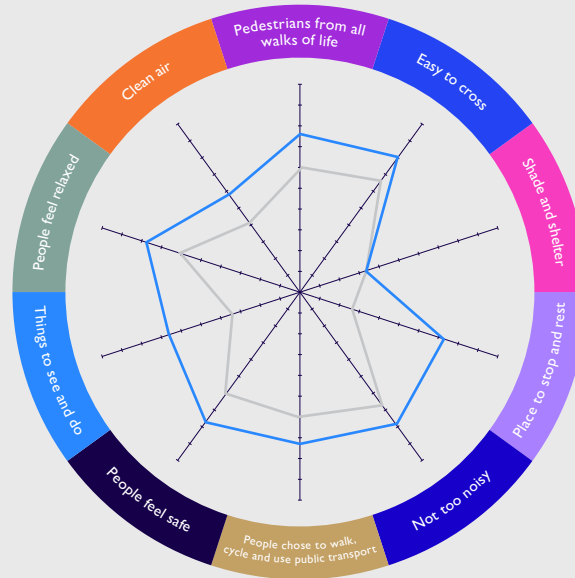 Pedestrians from all
walks of life
Easy to cross
Shade and shelter
Place to stop and rest
Not too noisy
People chose to walk,
cycle and use public transport
People feel safe
Things to see and do
People feel relaxed
Clean air